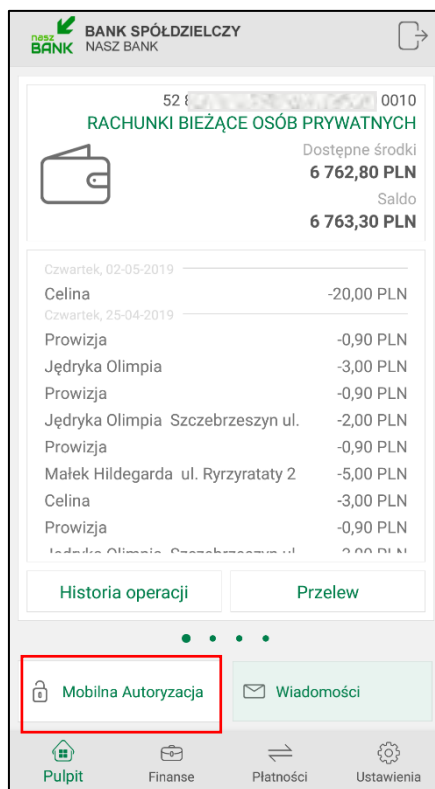 nasz BANK BANK SPÓŁDZIELCZY
NASZ BANK
52 8 0010
RACHUNKI BIEŻĄCE OSÓB PRYWATNYCH
Dostępne środki
6 762,80 PLN
Saldo
6 763,30 PLN
Czwartek, 02-05-2019
Celina -20,00 PLN
Czwartek, 25-04-2019
Prowizja -0,90 PLN
Jędryka Olimpia -3,00 PLN
Prowizja -0,90 PLN
Jędryka Olimpia Szczebrzeszyn ul. -2,00 PLN
Prowizja -0,90 PLN
Małek Hildegarda ul. Ryrzyrataty 2 -5,00 PLN
Celina -3,00 PLN
Prowizja -0,90 PLN
Historia operacji Przelew
Mobilna Autoryzacja Wiadomości
Pulpit Finanse Płatności Ustawienia